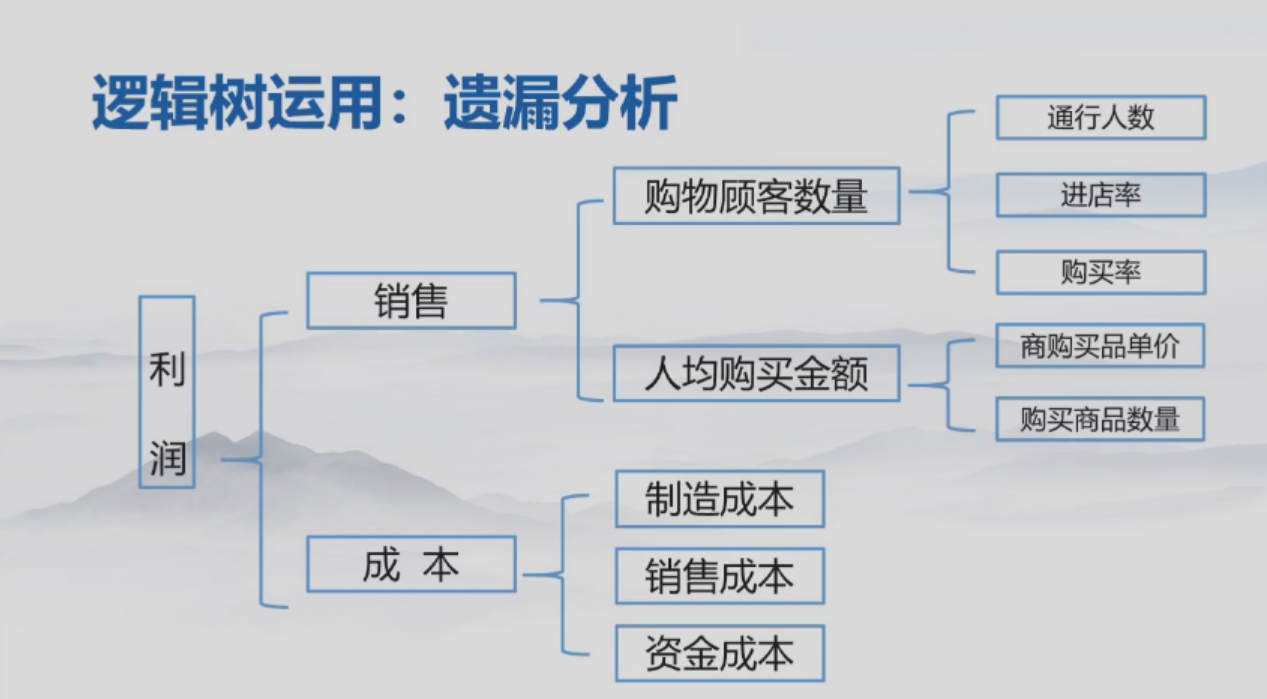 逻辑树运用：遗漏分析
利
润
销售
购物顾客数量
通行人数
进店率
购买率
人均购买金额
商购买品单价
购买商品数量
成 本
制造成本
销售成本
资金成本